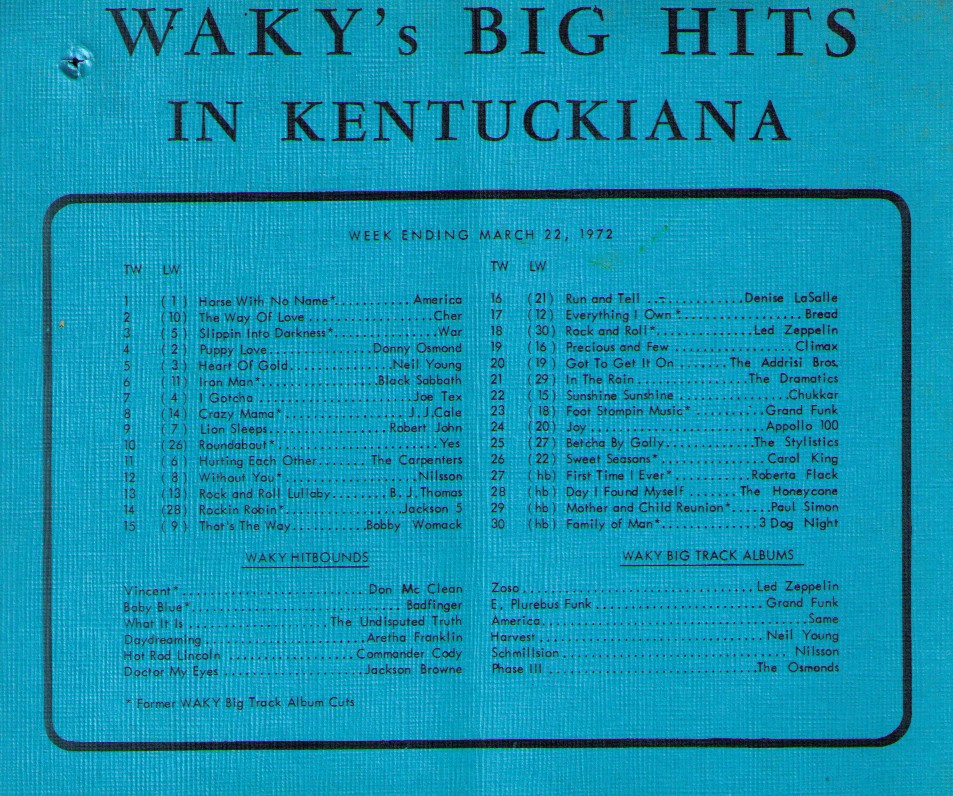 WAKY's BIG HITS
IN KENTUCKIANA
WEEK ENDING MARCH 22, 1972
TW LW
1 ( 1 ) Horse With No Name*........... America
2 (10) The Way Of Love ................... Cher
3 ( 5 ) Slippin Into Darkness*...............War
4 ( 2 ) Puppy Love...............Donny Osmond
5 ( 3 ) Heart Of Gold...............Neil Young
6 ( 11) Iron Man*.................Black Sabbath
7 ( 4 ) I Gotcha ......................Joe Tex
8 (14) Crazy Mama* ..................J.J.Cale
9 ( 7 ) Lion Sleeps.................Robert John
10 (26) Roundabout*........................ Yes
11 ( 6 ) Hurting Each Other....... The Carpenters
12 ( 8 ) Without You*....................Nilsson
13 (13) Rock and Roll Lullaby........B. J. Thomas
14 (28) Rockin Robin*.................Jackson 5
15 ( 9 ) That's The Way...........Bobby Womack
TW LW
16 (21) Run and Tell ..............Denise LaSalle
17 (12) Everything I Own*.................. Bread
18 (30) Rock and Roll*..............Led Zeppelin
19 (16) Precious and Few ................. Climax
20 (19) Got To Get It On ....... The Addrisi Bros.
21 (29) In The Rain.................The Dramatics
22 (15) Sunshine Sunshine .................Chukkar
23 (18) Foot Stompin Music* ..........Grand Funk
24 (20) Joy ........................Appollo 100
25 (27) Betcha By Golly..............The Stylistics
26 (22) Sweet Seasons*................ Carol King
27 (hb) First Time I Ever*............ Roberta Flack
28 (hb) Day I Found Myself ....... The Honeycone
29 (hb) Mother and Child Reunion*......Paul Simon
30 (hb) Family of Man*..............3 Dog Night
WAKY HITBOUNDS
Vincent*............................ Don Mc Clean
Baby Blue*................................ Badfinger
What It Is .....................The Undisputed Truth
Daydreaming .........................Aretha Franklin
Hot Rod Lincoln ...................Commander Cody
Doctor My Eyes .....................Jackson Browne
* Former WAKY Big Track Album Cuts
WAKY BIG TRACK ALBUMS
Zoso.................................... Led Zeppelin
E. Plurebus Funk .......................... Grand Funk
America.........................................Same
Harvest ...................................Neil Young
Schmillsion ................................... Nilsson
Phase III ................................The Osmonds